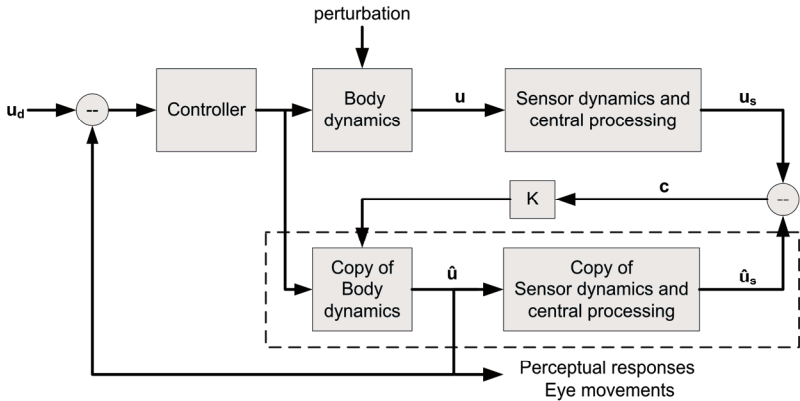 perturbation
u_d
--
Controller
Body
dynamics
u
Sensor dynamics and
central processing
u_s
K
c
--
Copy of
Body
dynamics
û
Copy of
Sensor dynamics and
central processing
û_s
Perceptual responses
Eye movements